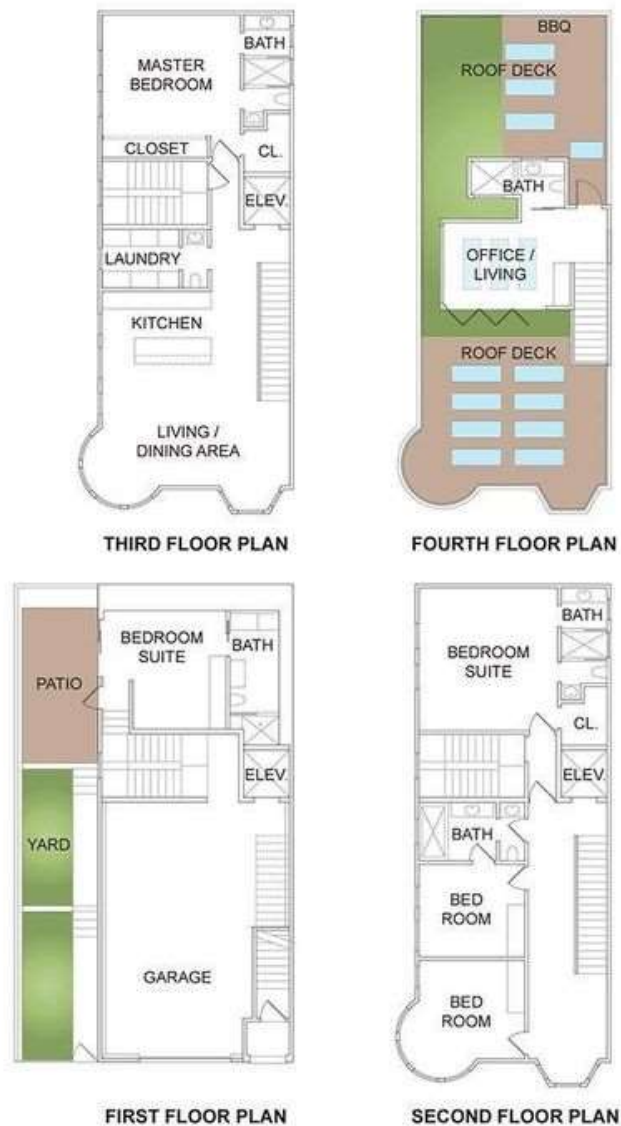 BATH
MASTER
BEDROOM
CLOSET
CL.
ELEV.
LAUNDRY
KITCHEN
LIVING /
DINING AREA
THIRD FLOOR PLAN
BBQ
ROOF DECK
BATH
OFFICE /
LIVING
ROOF DECK
FOURTH FLOOR PLAN
BEDROOM
SUITE
BATH
PATIO
ELEV.
YARD
GARAGE
FIRST FLOOR PLAN
BATH
BEDROOM
SUITE
CL.
ELEV.
BATH
BED
ROOM
BED
ROOM
SECOND FLOOR PLAN